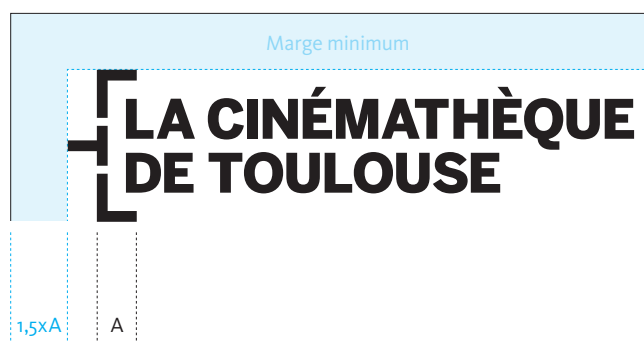 Marge minimum
LA CINÉMATHÈQUE
DE TOULOUSE
1,5xA
A